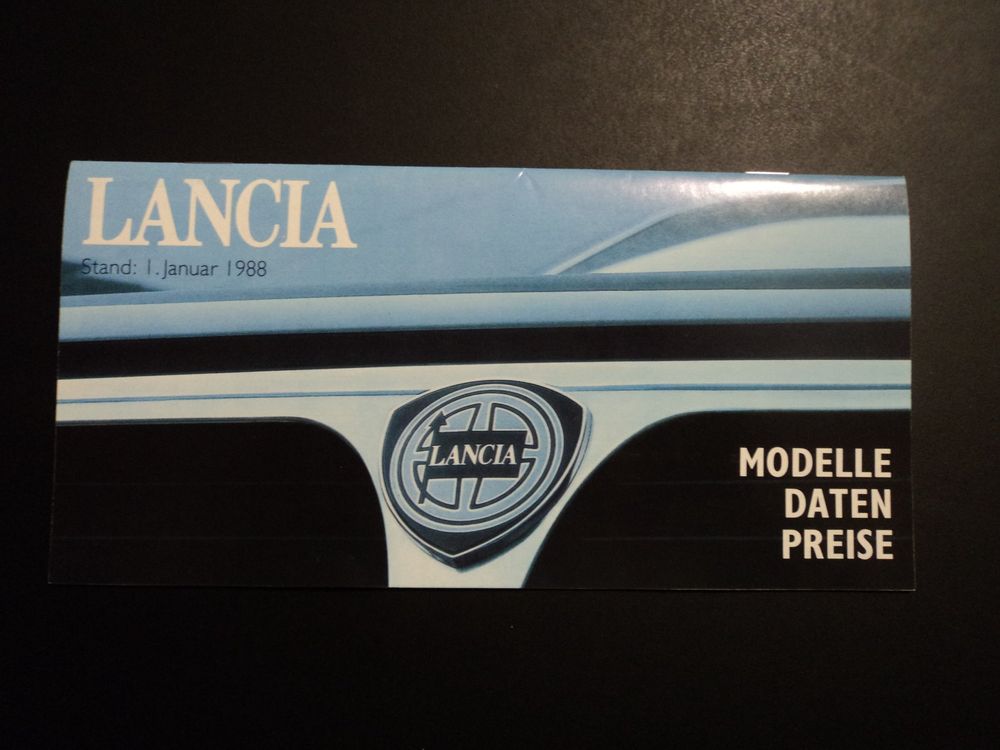 LANCIA
Stand: 1. Januar 1988
LANCIA
MODELLE
DATEN
PREISE